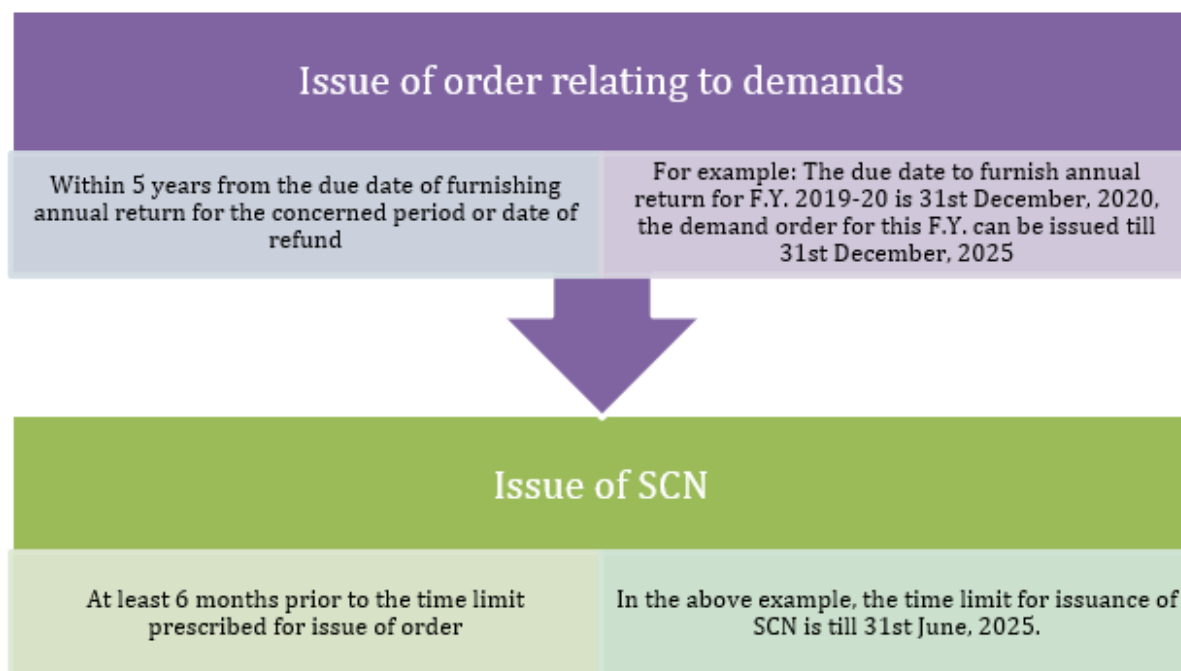 Issue of order relating to demands
Within 5 years from the due date of furnishing
annual return for the concerned period or date of
refund
For example: The due date to furnish annual
return for F.Y. 2019-20 is 31st December, 2020,
the demand order for this F.Y. can be issued till
31st December, 2025
Issue of SCN
At least 6 months prior to the time limit
prescribed for issue of order
In the above example, the time limit for issuance of
SCN is till 31st June, 2025.